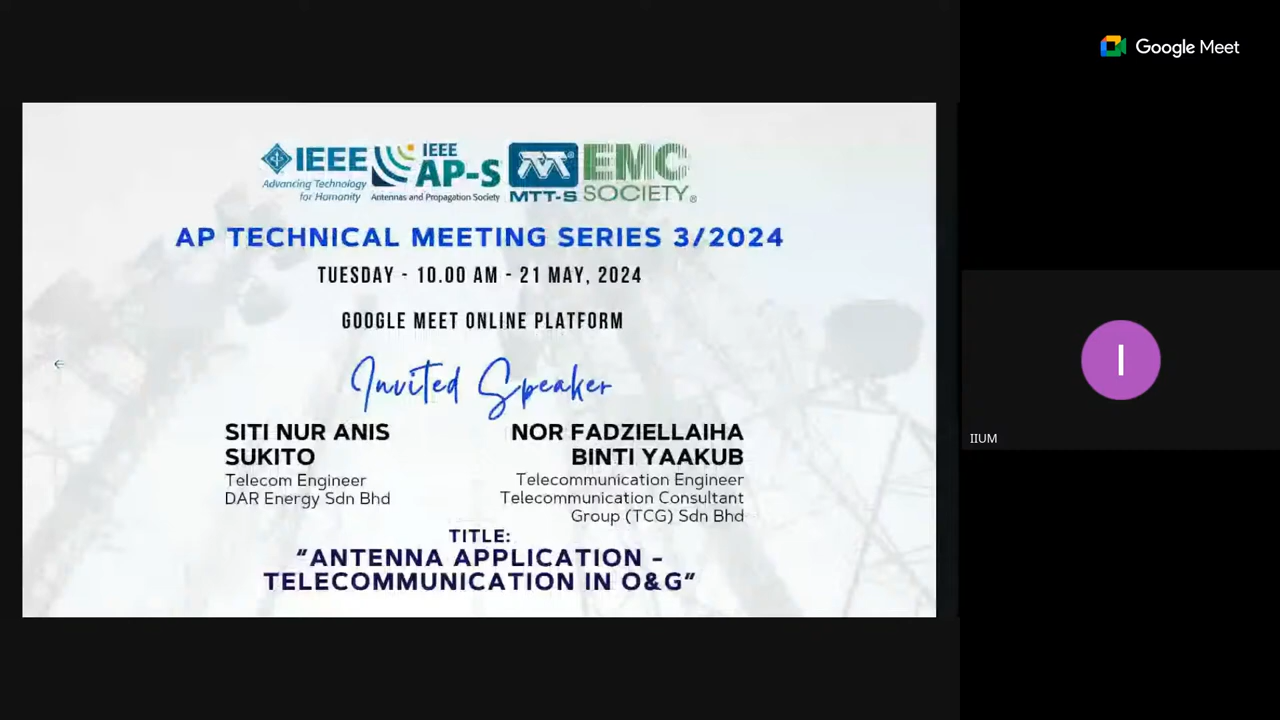 Google Meet
IEEE
Advancing Technology
for Humanity
IEEE
AP-S
Antennas and Propagation Society
MTT-S
EMC
SOCIETY®
AP TECHNICAL MEETING SERIES 3/2024
TUESDAY - 10.00 AM - 21 MAY, 2024
GOOGLE MEET ONLINE PLATFORM
Invited Speaker
SITI NUR ANIS
SUKITO
Telecom Engineer
DAR Energy Sdn Bhd
NOR FADZIELLAIHA
BINTI YAAKUB
Telecommunication Engineer
Telecommunication Consultant
Group (TCG) Sdn Bhd
TITLE:
“ANTENNA APPLICATION –
TELECOMMUNICATION IN O&G”
I
IIUM